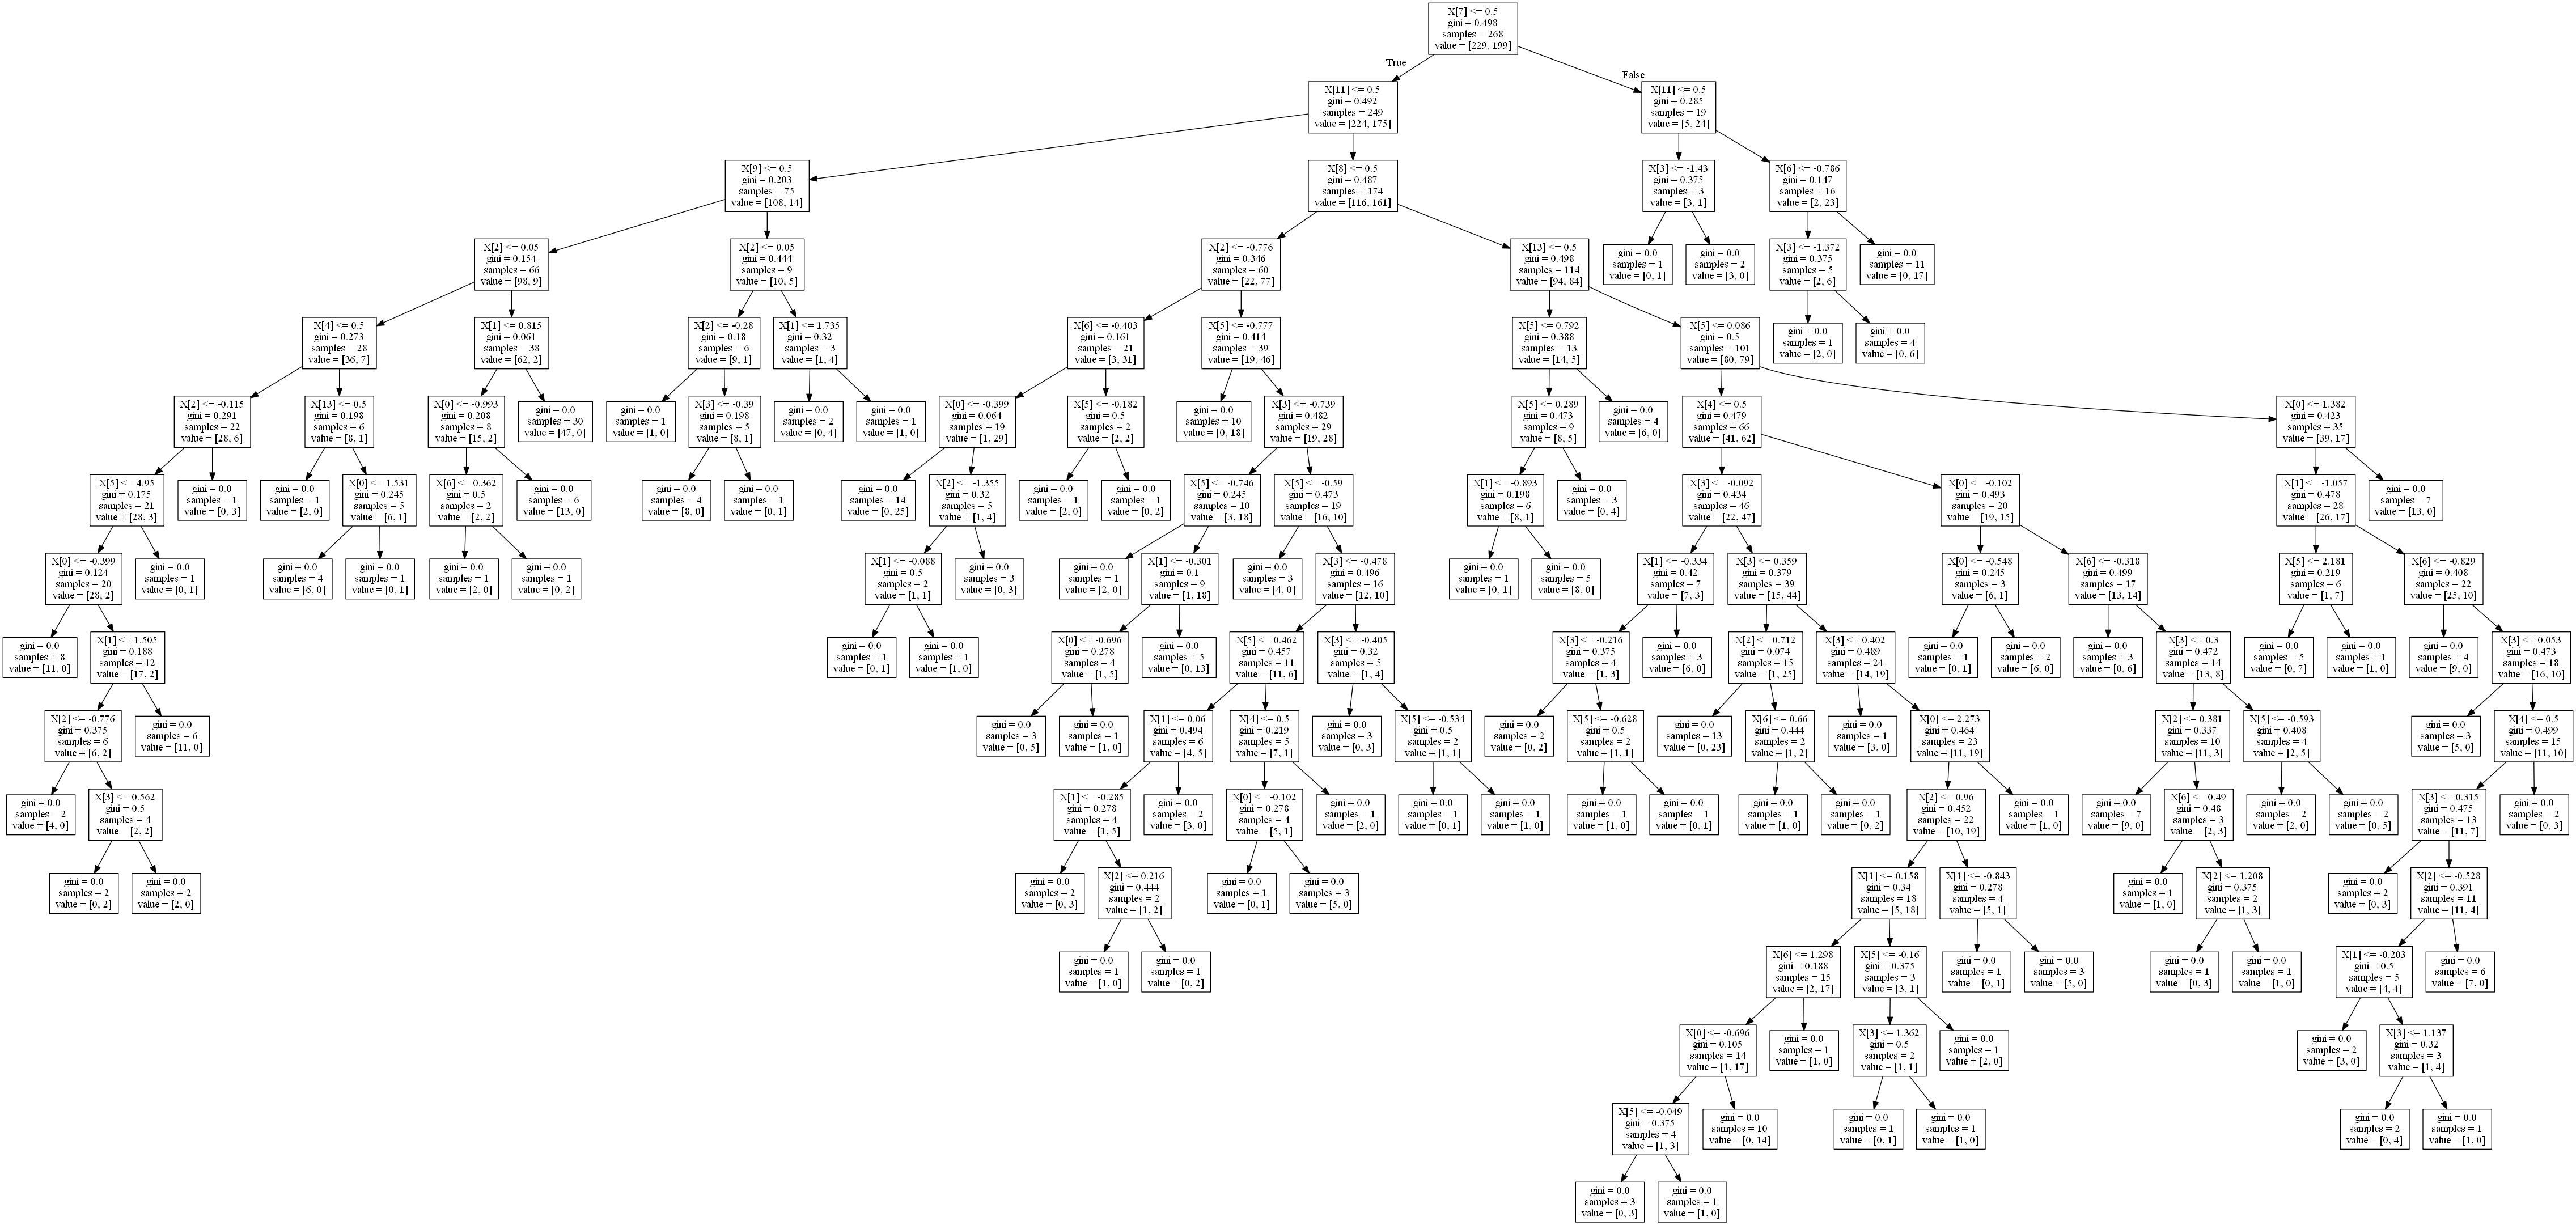 X[7] <= 0.5
gini = 0.498
samples = 268
value = [229, 199]
True
False
X[11] <= 0.5
gini = 0.492
samples = 249
value = [224, 175]
X[11] <= 0.5
gini = 0.285
samples = 19
value = [5, 24]
X[9] <= 0.5
gini = 0.203
samples = 75
value = [108, 14]
X[8] <= 0.5
gini = 0.487
samples = 174
value = [116, 161]
X[3] <= -1.43
gini = 0.375
samples = 3
value = [3, 1]
X[6] <= -0.786
gini = 0.147
samples = 16
value = [2, 23]
X[2] <= 0.05
gini = 0.154
samples = 66
value = [98, 9]
X[2] <= 0.05
gini = 0.444
samples = 9
value = [10, 5]
X[2] <= -0.776
gini = 0.346
samples = 60
value = [22, 77]
X[13] <= 0.5
gini = 0.498
samples = 114
value = [94, 84]
gini = 0.0
samples = 1
value = [0, 1]
gini = 0.0
samples = 2
value = [3, 0]
X[3] <= -1.372
gini = 0.375
samples = 5
value = [2, 6]
gini = 0.0
samples = 11
value = [0, 17]
X[4] <= 0.5
gini = 0.273
samples = 28
value = [36, 7]
X[1] <= 0.815
gini = 0.061
samples = 38
value = [62, 2]
X[2] <= -0.28
gini = 0.18
samples = 6
value = [9, 1]
X[1] <= 1.735
gini = 0.32
samples = 3
value = [1, 4]
X[6] <= -0.403
gini = 0.161
samples = 21
value = [3, 31]
X[5] <= -0.777
gini = 0.414
samples = 39
value = [19, 46]
X[5] <= 0.792
gini = 0.388
samples = 13
value = [14, 5]
X[5] <= 0.086
gini = 0.5
samples = 101
value = [80, 79]
gini = 0.0
samples = 1
value = [2, 0]
gini = 0.0
samples = 4
value = [0, 6]
X[2] <= -0.115
gini = 0.291
samples = 22
value = [28, 6]
X[13] <= 0.5
gini = 0.198
samples = 6
value = [8, 1]
X[0] <= -0.993
gini = 0.208
samples = 8
value = [15, 2]
gini = 0.0
samples = 30
value = [47, 0]
gini = 0.0
samples = 1
value = [1, 0]
X[3] <= -0.39
gini = 0.198
samples = 5
value = [8, 1]
gini = 0.0
samples = 2
value = [0, 4]
gini = 0.0
samples = 1
value = [1, 0]
X[0] <= -0.399
gini = 0.064
samples = 19
value = [1, 29]
X[5] <= -0.182
gini = 0.5
samples = 2
value = [2, 2]
gini = 0.0
samples = 10
value = [0, 18]
X[3] <= -0.739
gini = 0.482
samples = 29
value = [19, 28]
X[5] <= 0.289
gini = 0.473
samples = 9
value = [8, 5]
gini = 0.0
samples = 4
value = [6, 0]
X[4] <= 0.5
gini = 0.479
samples = 66
value = [41, 62]
X[0] <= 1.382
gini = 0.423
samples = 35
value = [39, 17]
X[5] <= 4.95
gini = 0.175
samples = 21
value = [28, 3]
gini = 0.0
samples = 1
value = [0, 3]
gini = 0.0
samples = 1
value = [2, 0]
X[0] <= 1.531
gini = 0.245
samples = 5
value = [6, 1]
X[6] <= 0.362
gini = 0.5
samples = 2
value = [2, 2]
gini = 0.0
samples = 6
value = [13, 0]
gini = 0.0
samples = 4
value = [8, 0]
gini = 0.0
samples = 1
value = [0, 1]
gini = 0.0
samples = 14
value = [0, 25]
X[2] <= -1.355
gini = 0.32
samples = 5
value = [1, 4]
gini = 0.0
samples = 1
value = [2, 0]
gini = 0.0
samples = 1
value = [0, 2]
X[5] <= -0.746
gini = 0.245
samples = 10
value = [3, 18]
X[5] <= -0.59
gini = 0.473
samples = 19
value = [16, 10]
X[1] <= -0.893
gini = 0.198
samples = 6
value = [8, 1]
gini = 0.0
samples = 3
value = [0, 4]
X[3] <= -0.092
gini = 0.434
samples = 46
value = [22, 47]
X[0] <= -0.102
gini = 0.493
samples = 20
value = [19, 15]
X[1] <= -1.057
gini = 0.478
samples = 28
value = [26, 17]
gini = 0.0
samples = 7
value = [13, 0]
X[0] <= -0.399
gini = 0.124
samples = 20
value = [28, 2]
gini = 0.0
samples = 1
value = [0, 1]
gini = 0.0
samples = 4
value = [6, 0]
gini = 0.0
samples = 1
value = [0, 1]
gini = 0.0
samples = 1
value = [2, 0]
gini = 0.0
samples = 1
value = [0, 2]
X[1] <= -0.088
gini = 0.5
samples = 2
value = [1, 1]
gini = 0.0
samples = 3
value = [0, 3]
gini = 0.0
samples = 1
value = [2, 0]
X[1] <= -0.301
gini = 0.1
samples = 9
value = [1, 18]
gini = 0.0
samples = 3
value = [4, 0]
X[3] <= -0.478
gini = 0.496
samples = 16
value = [12, 10]
gini = 0.0
samples = 1
value = [0, 1]
gini = 0.0
samples = 5
value = [8, 0]
X[1] <= -0.334
gini = 0.42
samples = 7
value = [7, 3]
X[3] <= 0.359
gini = 0.379
samples = 39
value = [15, 44]
X[0] <= -0.548
gini = 0.245
samples = 3
value = [6, 1]
X[6] <= -0.318
gini = 0.499
samples = 17
value = [13, 14]
X[5] <= 2.181
gini = 0.219
samples = 6
value = [1, 7]
X[6] <= -0.829
gini = 0.408
samples = 22
value = [25, 10]
gini = 0.0
samples = 8
value = [11, 0]
X[1] <= 1.505
gini = 0.188
samples = 12
value = [17, 2]
gini = 0.0
samples = 1
value = [0, 1]
gini = 0.0
samples = 1
value = [1, 0]
X[0] <= -0.696
gini = 0.278
samples = 4
value = [1, 5]
gini = 0.0
samples = 5
value = [0, 13]
X[5] <= 0.462
gini = 0.457
samples = 11
value = [11, 6]
X[3] <= -0.405
gini = 0.32
samples = 5
value = [1, 4]
X[3] <= -0.216
gini = 0.375
samples = 4
value = [1, 3]
gini = 0.0
samples = 3
value = [6, 0]
X[2] <= 0.712
gini = 0.074
samples = 15
value = [1, 25]
X[3] <= 0.402
gini = 0.489
samples = 24
value = [14, 19]
gini = 0.0
samples = 1
value = [0, 1]
gini = 0.0
samples = 2
value = [6, 0]
gini = 0.0
samples = 3
value = [0, 6]
X[3] <= 0.3
gini = 0.472
samples = 14
value = [13, 8]
gini = 0.0
samples = 5
value = [0, 7]
gini = 0.0
samples = 1
value = [1, 0]
gini = 0.0
samples = 4
value = [9, 0]
X[3] <= 0.053
gini = 0.473
samples = 18
value = [16, 10]
X[2] <= -0.776
gini = 0.375
samples = 6
value = [6, 2]
gini = 0.0
samples = 6
value = [11, 0]
gini = 0.0
samples = 3
value = [0, 5]
gini = 0.0
samples = 1
value = [1, 0]
X[1] <= 0.06
gini = 0.494
samples = 6
value = [4, 5]
X[4] <= 0.5
gini = 0.219
samples = 5
value = [7, 1]
gini = 0.0
samples = 3
value = [0, 3]
X[5] <= -0.534
gini = 0.5
samples = 2
value = [1, 1]
gini = 0.0
samples = 2
value = [0, 2]
X[5] <= -0.628
gini = 0.5
samples = 2
value = [1, 1]
gini = 0.0
samples = 13
value = [0, 23]
X[6] <= 0.66
gini = 0.444
samples = 2
value = [1, 2]
gini = 0.0
samples = 1
value = [3, 0]
X[0] <= 2.273
gini = 0.464
samples = 23
value = [11, 19]
X[2] <= 0.381
gini = 0.337
samples = 10
value = [11, 3]
X[5] <= -0.593
gini = 0.408
samples = 4
value = [2, 5]
gini = 0.0
samples = 3
value = [5, 0]
X[4] <= 0.5
gini = 0.499
samples = 15
value = [11, 10]
gini = 0.0
samples = 2
value = [4, 0]
X[3] <= 0.562
gini = 0.5
samples = 4
value = [2, 2]
X[1] <= -0.285
gini = 0.278
samples = 4
value = [1, 5]
gini = 0.0
samples = 2
value = [3, 0]
X[0] <= -0.102
gini = 0.278
samples = 4
value = [5, 1]
gini = 0.0
samples = 1
value = [2, 0]
gini = 0.0
samples = 1
value = [0, 1]
gini = 0.0
samples = 1
value = [1, 0]
gini = 0.0
samples = 1
value = [1, 0]
gini = 0.0
samples = 1
value = [0, 1]
gini = 0.0
samples = 1
value = [1, 0]
gini = 0.0
samples = 1
value = [0, 2]
X[2] <= 0.96
gini = 0.452
samples = 22
value = [10, 19]
gini = 0.0
samples = 1
value = [1, 0]
gini = 0.0
samples = 7
value = [9, 0]
X[6] <= 0.49
gini = 0.48
samples = 3
value = [2, 3]
gini = 0.0
samples = 2
value = [2, 0]
gini = 0.0
samples = 2
value = [0, 5]
X[3] <= 0.315
gini = 0.475
samples = 13
value = [11, 7]
gini = 0.0
samples = 2
value = [0, 3]
gini = 0.0
samples = 2
value = [0, 2]
gini = 0.0
samples = 2
value = [2, 0]
gini = 0.0
samples = 2
value = [0, 3]
X[2] <= 0.216
gini = 0.444
samples = 2
value = [1, 2]
gini = 0.0
samples = 1
value = [0, 1]
gini = 0.0
samples = 3
value = [5, 0]
X[1] <= 0.158
gini = 0.34
samples = 18
value = [5, 18]
X[1] <= -0.843
gini = 0.278
samples = 4
value = [5, 1]
gini = 0.0
samples = 1
value = [1, 0]
X[2] <= 1.208
gini = 0.375
samples = 2
value = [1, 3]
gini = 0.0
samples = 2
value = [0, 3]
X[2] <= -0.528
gini = 0.391
samples = 11
value = [11, 4]
gini = 0.0
samples = 1
value = [1, 0]
gini = 0.0
samples = 1
value = [0, 2]
X[6] <= 1.298
gini = 0.188
samples = 15
value = [2, 17]
X[5] <= -0.16
gini = 0.375
samples = 3
value = [3, 1]
gini = 0.0
samples = 1
value = [0, 1]
gini = 0.0
samples = 3
value = [5, 0]
gini = 0.0
samples = 1
value = [0, 3]
gini = 0.0
samples = 1
value = [1, 0]
X[1] <= -0.203
gini = 0.5
samples = 5
value = [4, 4]
gini = 0.0
samples = 6
value = [7, 0]
X[0] <= -0.696
gini = 0.105
samples = 14
value = [1, 17]
gini = 0.0
samples = 1
value = [1, 0]
X[3] <= 1.362
gini = 0.5
samples = 2
value = [1, 1]
gini = 0.0
samples = 1
value = [2, 0]
gini = 0.0
samples = 2
value = [3, 0]
X[3] <= 1.137
gini = 0.32
samples = 3
value = [1, 4]
X[5] <= -0.049
gini = 0.375
samples = 4
value = [1, 3]
gini = 0.0
samples = 10
value = [0, 14]
gini = 0.0
samples = 1
value = [0, 1]
gini = 0.0
samples = 1
value = [1, 0]
gini = 0.0
samples = 2
value = [0, 4]
gini = 0.0
samples = 1
value = [1, 0]
gini = 0.0
samples = 3
value = [0, 3]
gini = 0.0
samples = 1
value = [1, 0]